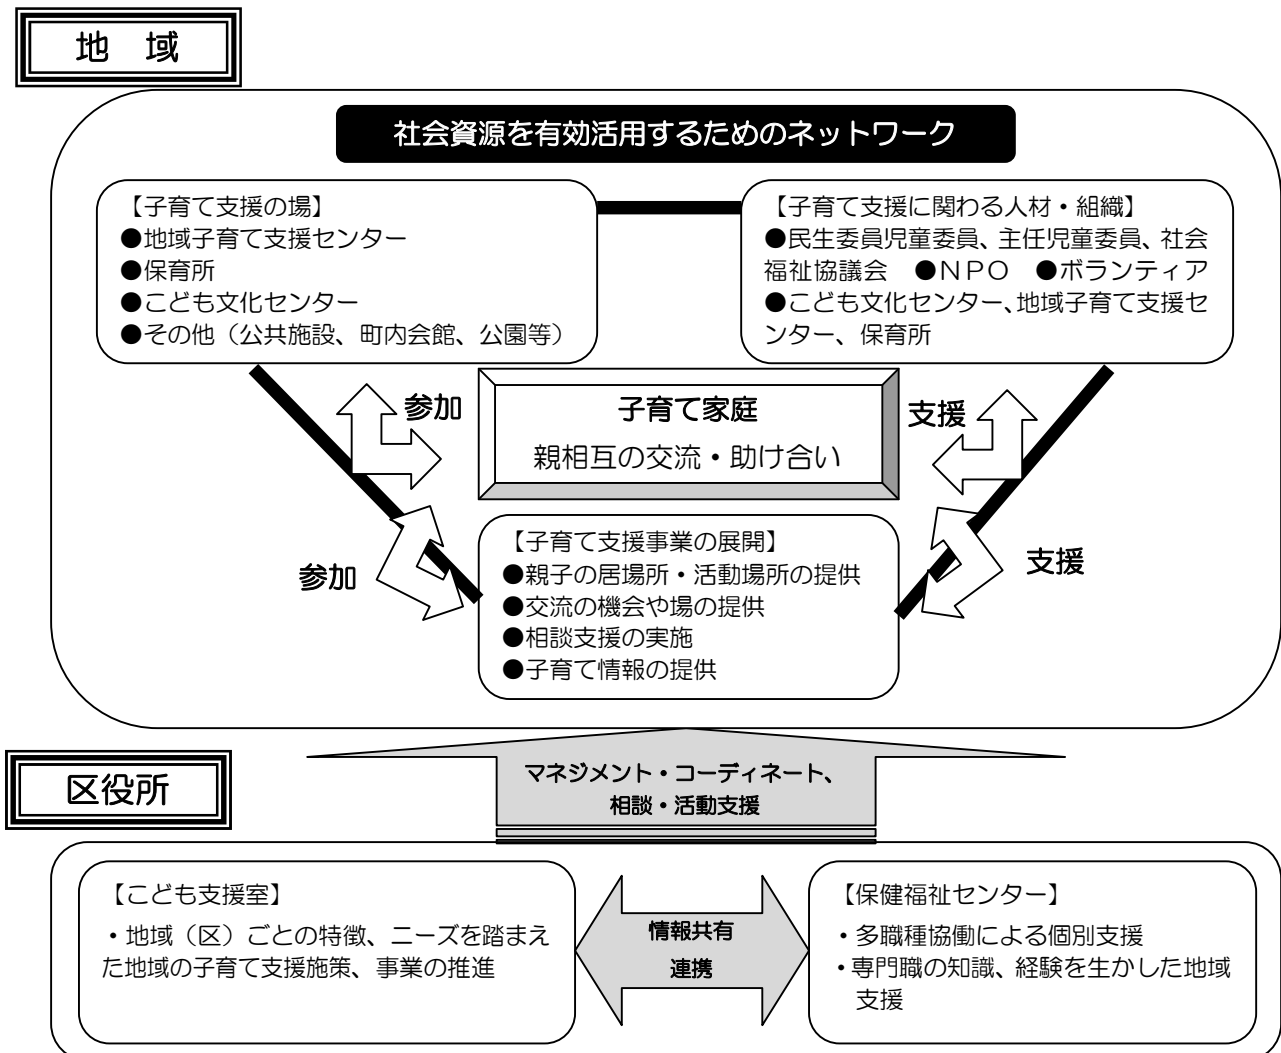 地　域
社会資源を有効活用するためのネットワーク
【子育て支援の場】
●地域子育て支援センター
●保育所
●こども文化センター
●その他（公共施設、町内会館、公園等）
【子育て支援に関わる人材・組織】
●民生委員児童委員、主任児童委員、社会
福祉協議会　●ＮＰＯ　●ボランティア
●こども文化センター、地域子育て支援セ
ンター、保育所
参加
子育て家庭
親相互の交流・助け合い
支援
参加
【子育て支援事業の展開】
●親子の居場所・活動場所の提供
●交流の機会や場の提供
●相談支援の実施
●子育て情報の提供
支援
マネジメント・コーディネート、
相談・活動支援
区役所
【こども支援室】
・地域（区）ごとの特徴、ニーズを踏まえ
た地域の子育て支援施策、事業の推進
情報共有
連携
【保健福祉センター】
・多職種協働による個別支援
・専門職の知識、経験を生かした地域
支援